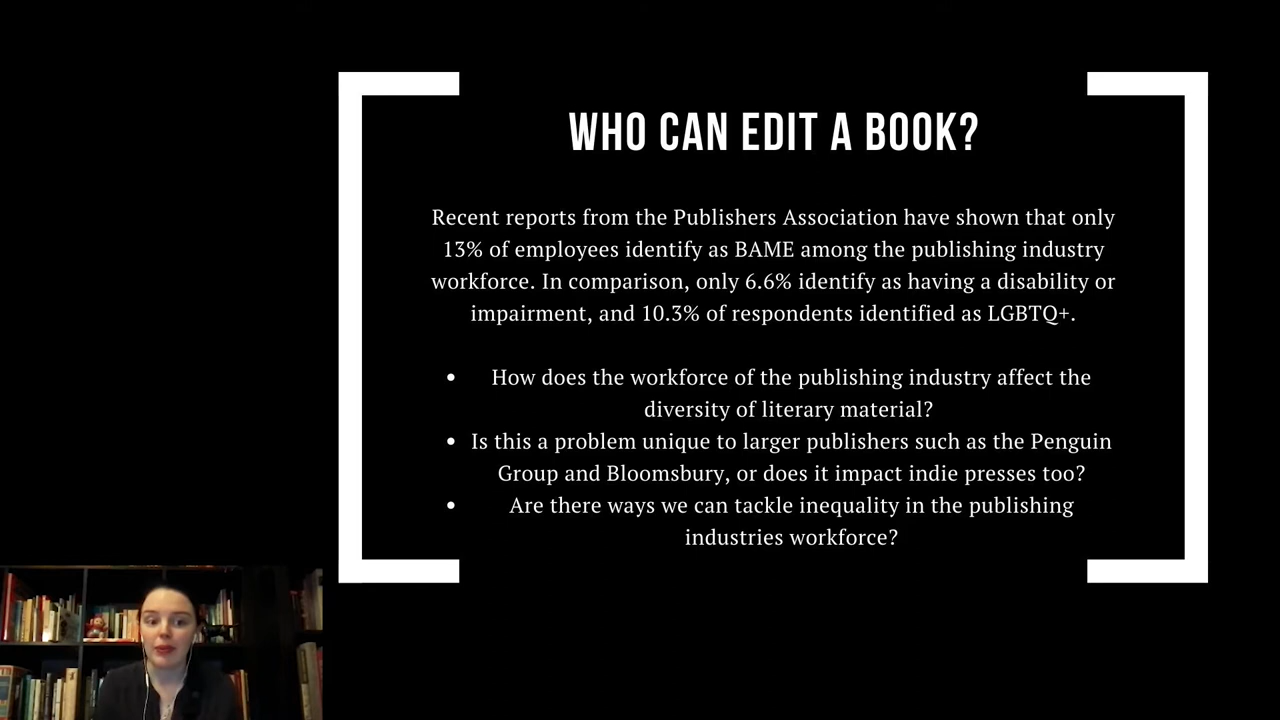 WHO CAN EDIT A BOOK?
Recent reports from the Publishers Association have shown that only
13% of employees identify as BAME among the publishing industry
workforce. In comparison, only 6.6% identify as having a disability or
impairment, and 10.3% of respondents identified as LGBTQ+.
• How does the workforce of the publishing industry affect the
diversity of literary material?
• Is this a problem unique to larger publishers such as the Penguin
Group and Bloomsbury, or does it impact indie presses too?
• Are there ways we can tackle inequality in the publishing
industries workforce?